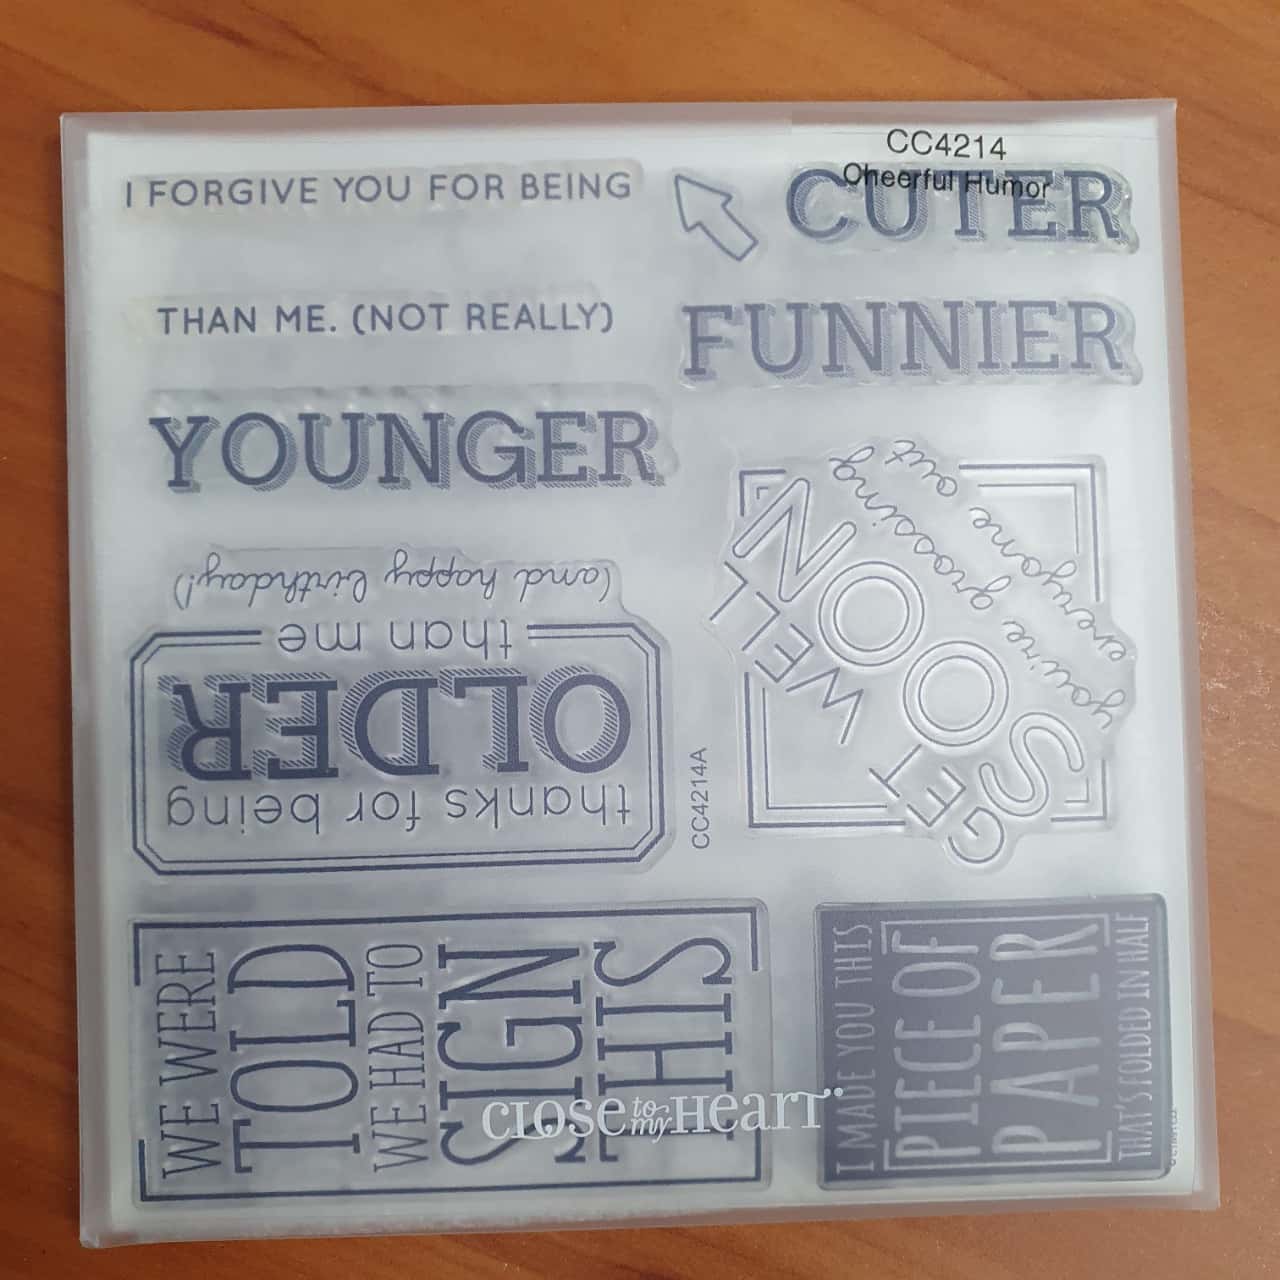 CC4214
Cheerful Humor
I FORGIVE YOU FOR BEING
CUTER
THAN ME. (NOT REALLY)
FUNNIER
YOUNGER
thanks for being
OLDER
than me
(and happy birthday!)
GET WELL
SOON
you're grossing
everyone out
CC4214A
WE WERE
TOLD
WE HAD TO
SIGN
THIS
I MADE YOU THIS
PIECE OF
PAPER
THAT'S FOLDED IN HALF
CLOSE to my HEART